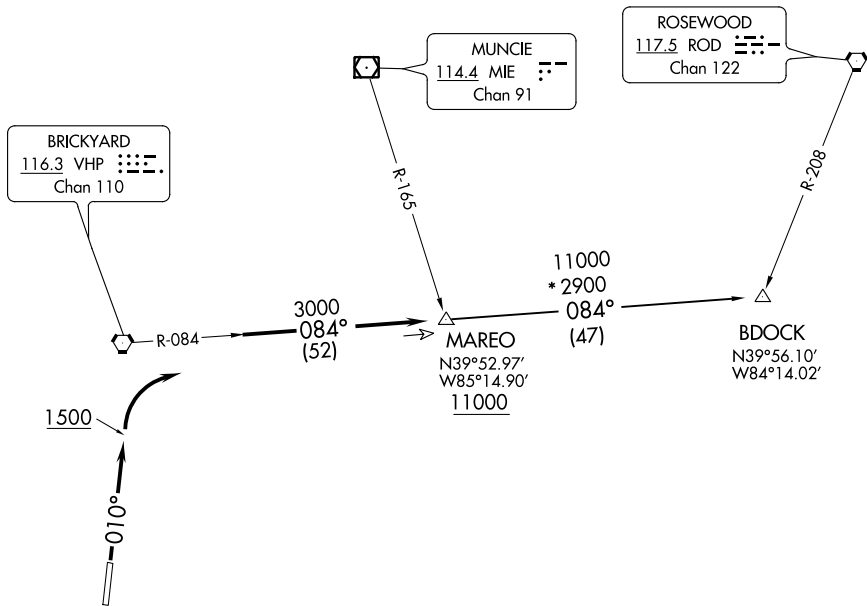 ROSEWOOD
117.5 ROD
Chan 122
MUNCIE
114.4 MIE
Chan 91
BRICKYARD
116.3 VHP
Chan 110
R-165
R-208
R-084
3000
084°
(52)
11000
*2900
084°
(47)
MAREO
N39°52.97'
W85°14.90'
11000
BDOCK
N39°56.10'
W84°14.02'
1500
010°